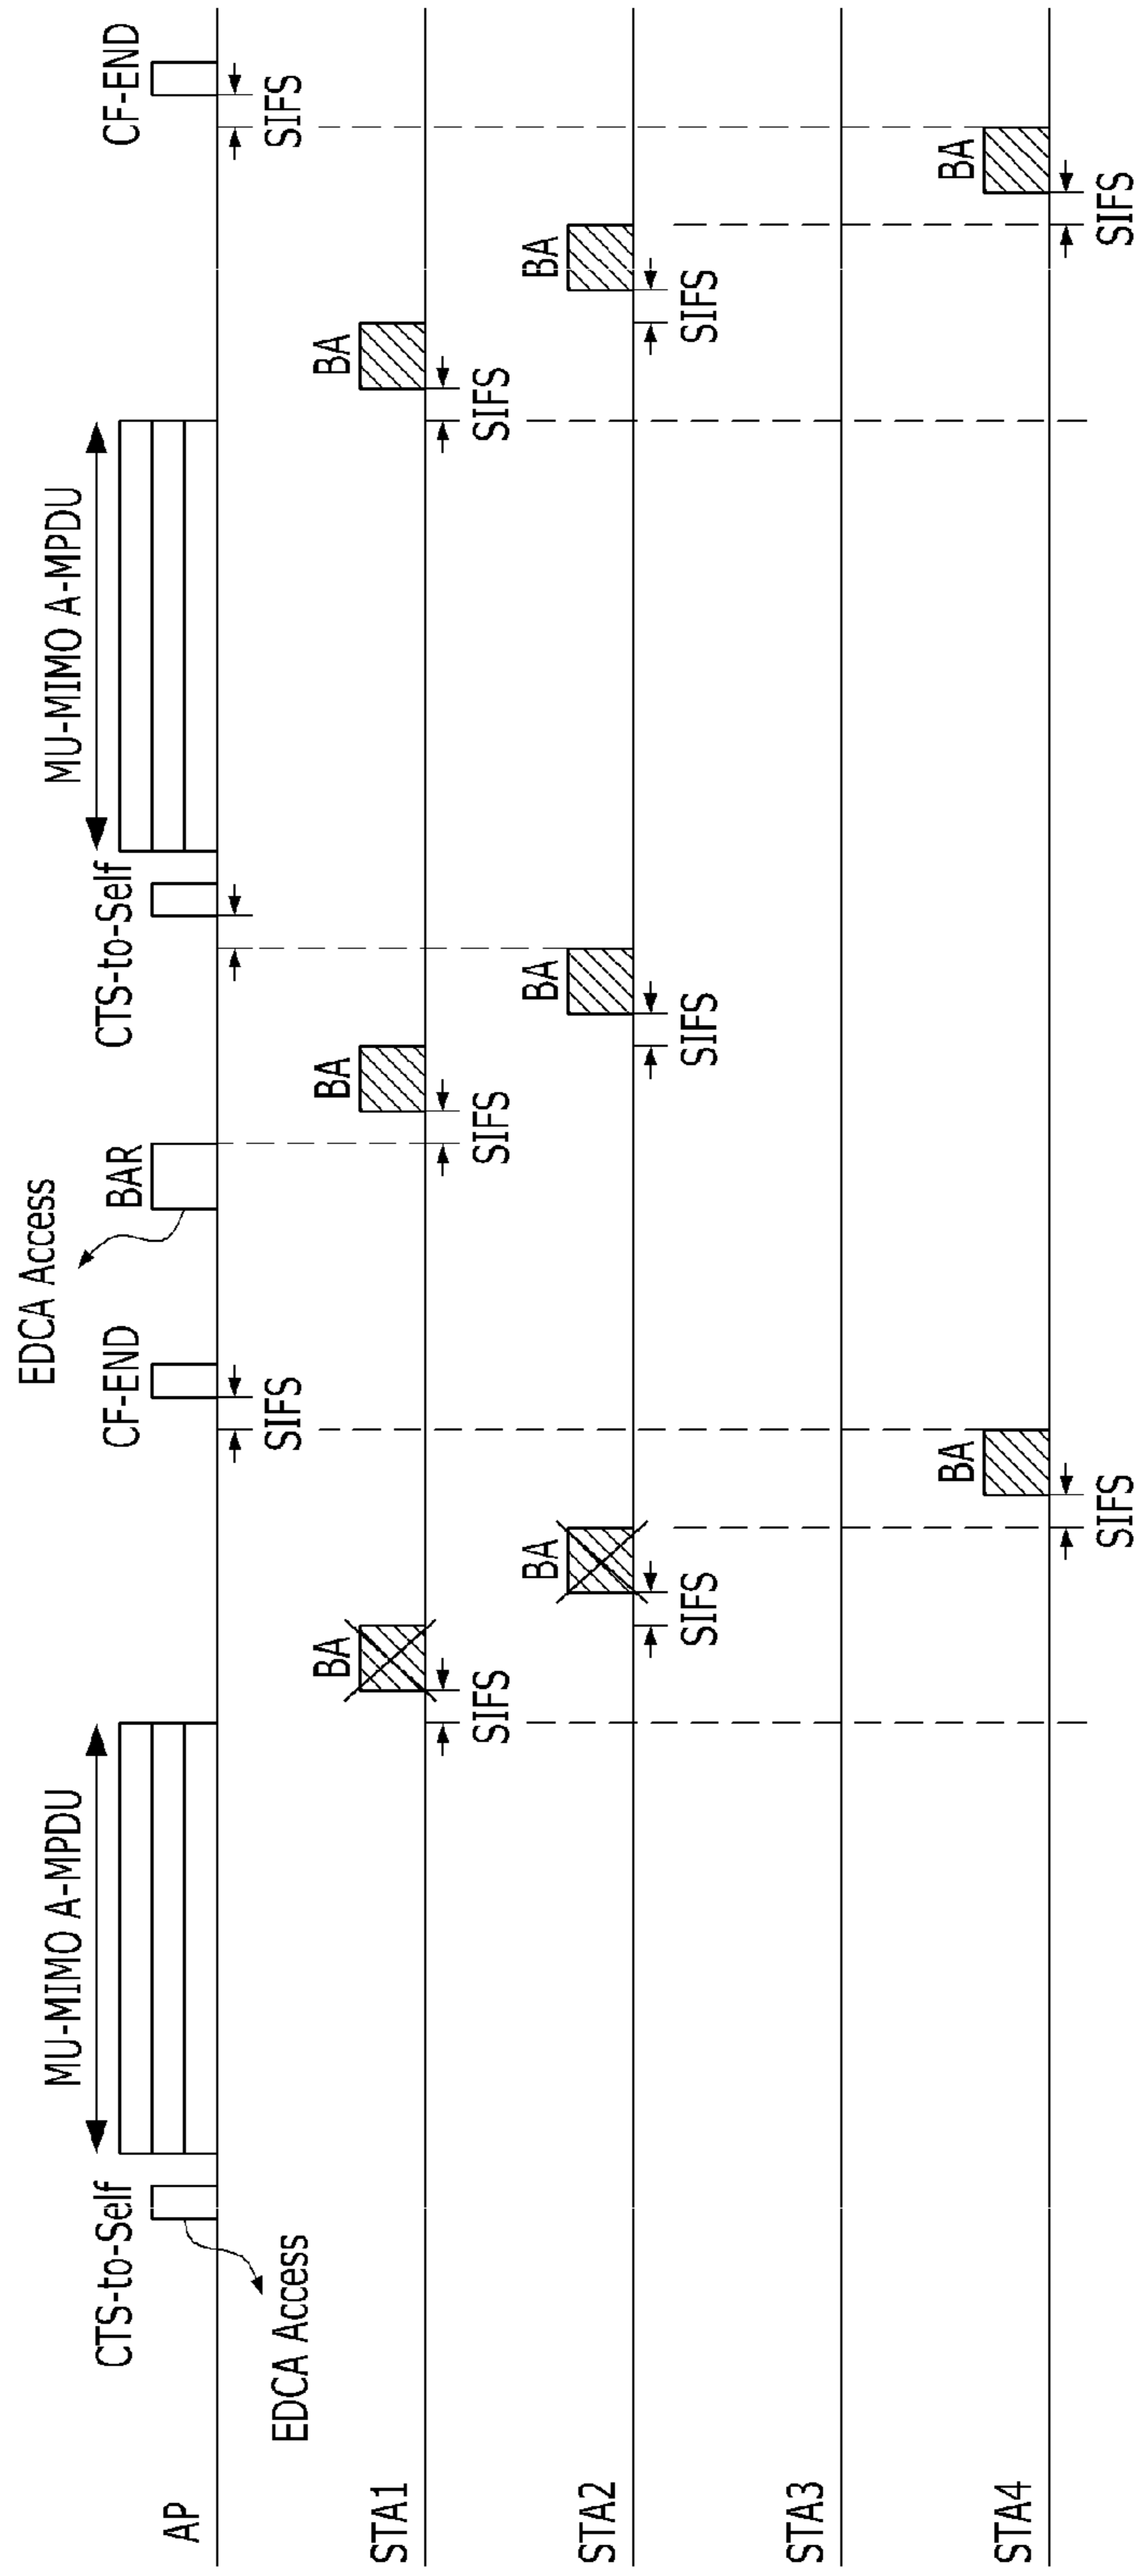 EDCA Access
MU-MIMO A-MPDU
MU-MIMO A-MPDU
CTS-to-Self
CF-END
BAR
CTS-to-Self
CF-END
AP
EDCA Access
SIFS
SIFS
BA
BA
BA
STA1
SIFS
SIFS
SIFS
BA
BA
BA
STA2
SIFS
SIFS
SIFS
STA3
BA
BA
STA4
SIFS
SIFS